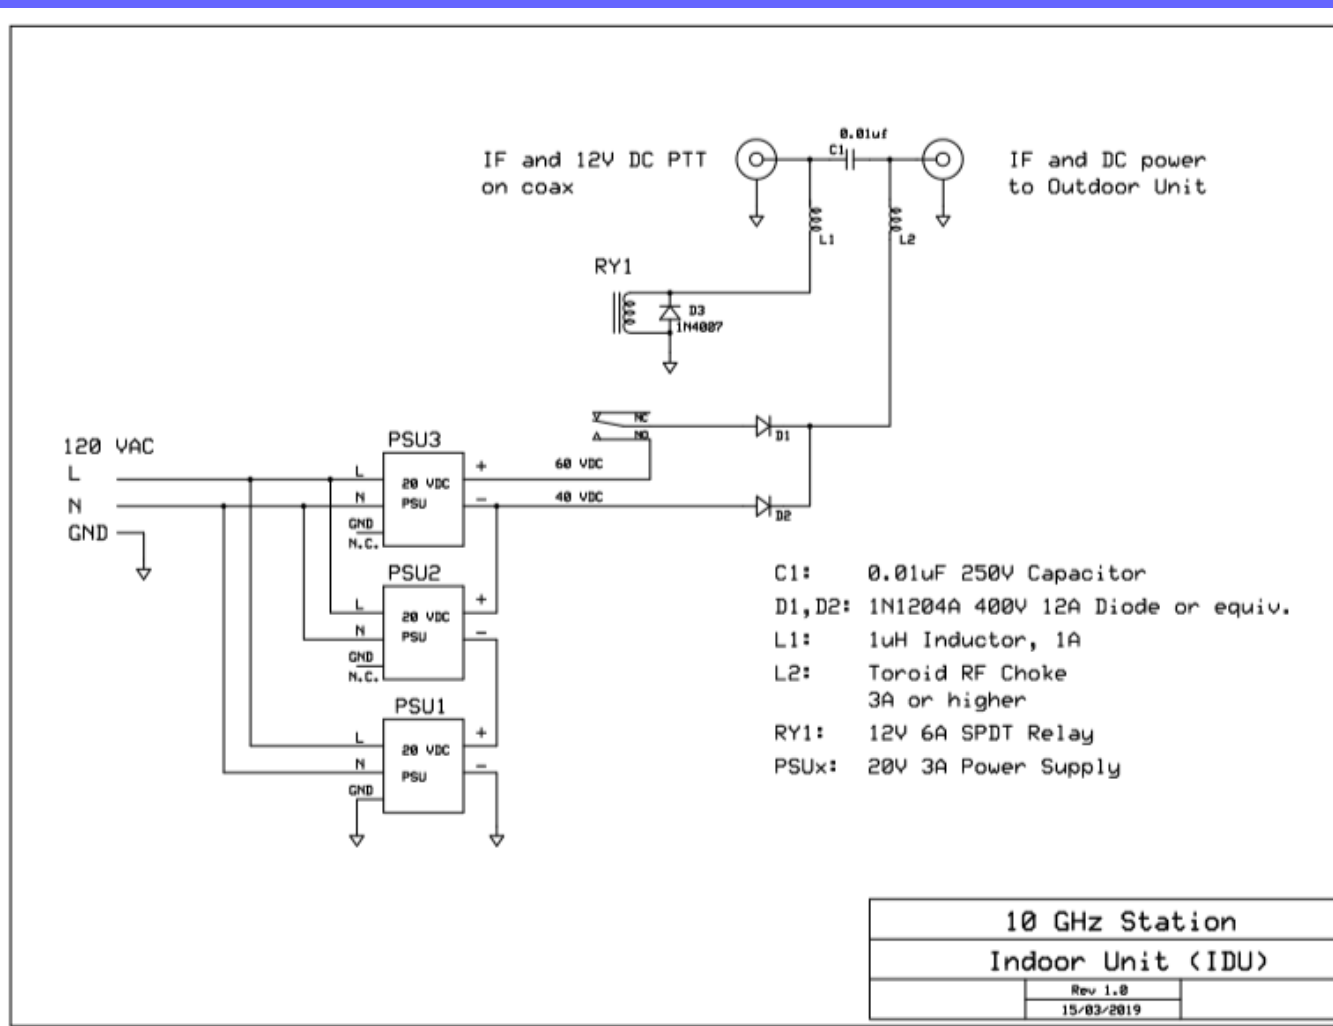 0.01uf
C1
IF and 12V DC PTT
on coax
IF and DC power
to Outdoor Unit
L1
L2
RY1
D3
1N4007
NC
NO
D1
120 VAC
L
N
GND
PSU3
L
N
GND
N.C.
20 VDC
PSU
+
-
60 VDC
40 VDC
D2
PSU2
L
N
GND
N.C.
20 VDC
PSU
+
-
PSU1
L
N
GND
20 VDC
PSU
+
-
C1: 0.01uF 250V Capacitor
D1,D2: 1N1204A 400V 12A Diode or equiv.
L1: 1uH Inductor, 1A
L2: Toroid RF Choke
3A or higher
RY1: 12V 6A SPDT Relay
PSUx: 20V 3A Power Supply
10 GHz Station
Indoor Unit (IDU)
Rev 1.0
15/03/2019